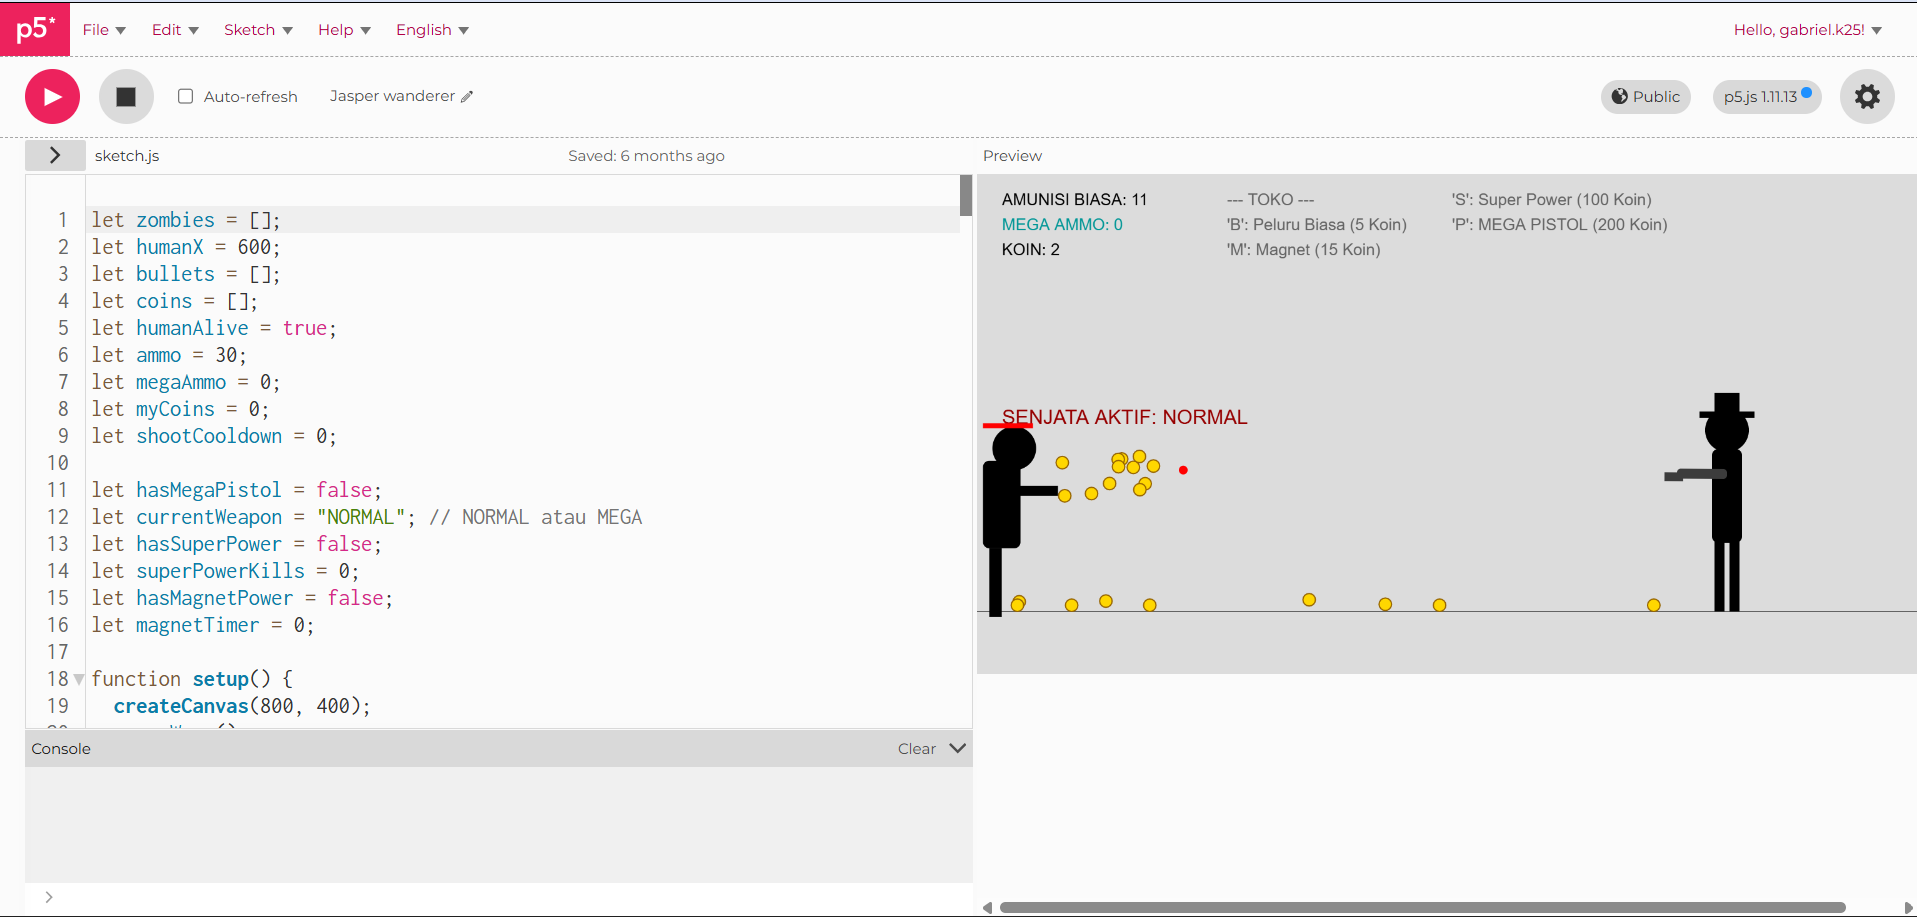 p5*
File
Edit
Sketch
Help
English
Hello, gabriel.k25!
Auto-refresh
Jasper wanderer
Public
p5.js 1.11.13
sketch.js
Saved: 6 months ago
Preview
1 let zombies = [];
2 let humanX = 600;
3 let bullets = [];
4 let coins = [];
5 let humanAlive = true;
6 let ammo = 30;
7 let megaAmmo = 0;
8 let myCoins = 0;
9 let shootCooldown = 0;
10
11 let hasMegaPistol = false;
12 let currentWeapon = "NORMAL"; // NORMAL atau MEGA
13 let hasSuperPower = false;
14 let superPowerKills = 0;
15 let hasMagnetPower = false;
16 let magnetTimer = 0;
17
18 function setup() {
19 createCanvas(800, 400);
Console
Clear
AMUNISI BIASA: 11
MEGA AMMO: 0
KOIN: 2
--- TOKO ---
'B': Peluru Biasa (5 Koin)
'M': Magnet (15 Koin)
'S': Super Power (100 Koin)
'P': MEGA PISTOL (200 Koin)
SENJATA AKTIF: NORMAL